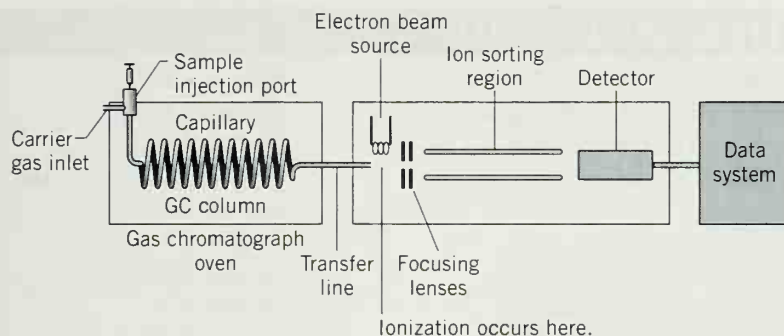 Electron beam
source
Sample
injection port
Ion sorting
region
Detector
Carrier
gas inlet
Capillary
GC column
Data
system
Gas chromatograph
oven
Transfer
line
Focusing
lenses
Ionization occurs here.